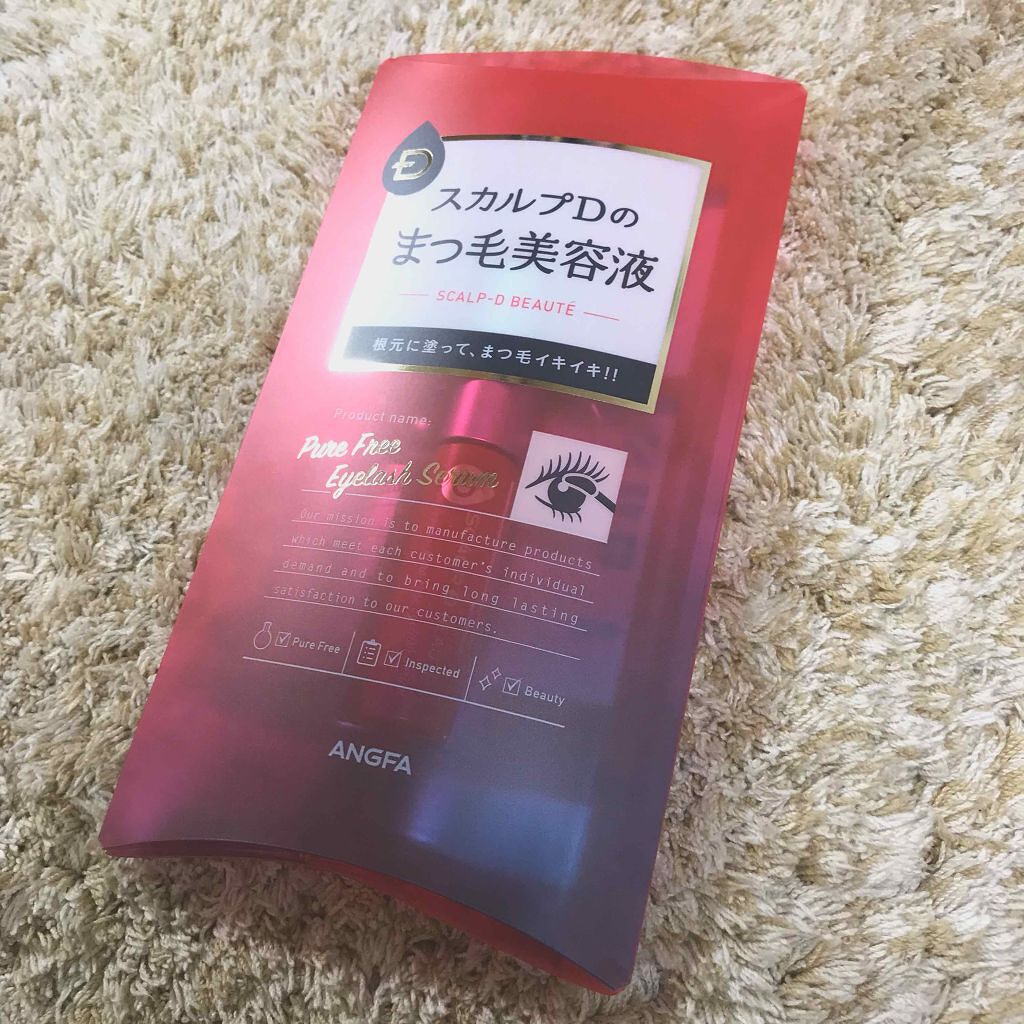 D
スカルプDの
まつ毛美容液
SCALP-D BEAUTÉ
根元に塗って、まつ毛イキイキ!!
Product name:
Pure Free
Eyelash Serum
Our mission is to manufacture products
which meet each customer's individual
demand and to bring long lasting
satisfaction to our customers.
Pure Free
Inspected
Beauty
ANGFA